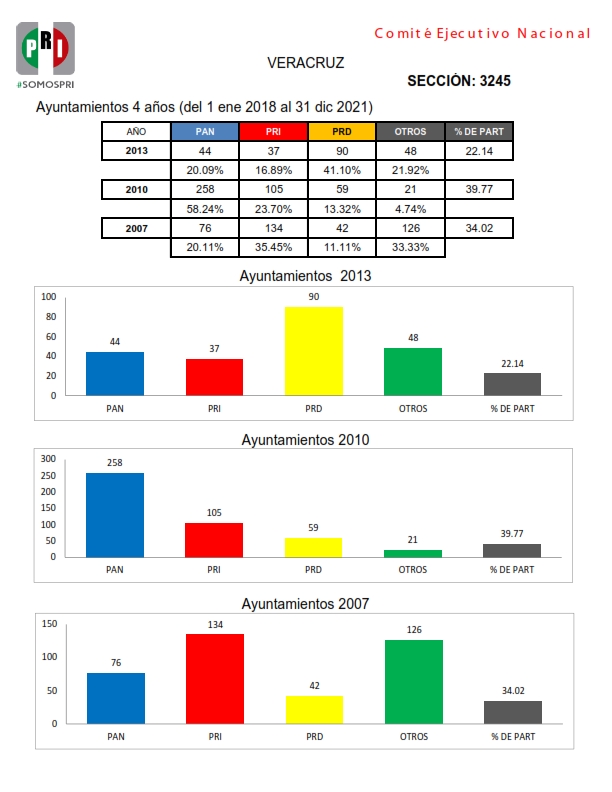 Comité Ejecutivo Nacional
PRI
#SOMOSPRI
VERACRUZ
SECCIÓN: 3245
Ayuntamientos 4 años (del 1 ene 2018 al 31 dic 2021)
AÑO PAN PRI PRD OTROS % DE PART
2013 44 37 90 48 22.14
20.09% 16.89% 41.10% 21.92%
2010 258 105 59 21 39.77
58.24% 23.70% 13.32% 4.74%
2007 76 134 42 126 34.02
20.11% 35.45% 11.11% 33.33%
Ayuntamientos 2013
100
80
60
40
20
0
44 37 90 48 22.14
PAN PRI PRD OTROS % DE PART
Ayuntamientos 2010
300
250
200
150
100
50
0
258 105 59 21 39.77
PAN PRI PRD OTROS % DE PART
Ayuntamientos 2007
150
100
50
0
76 134 42 126 34.02
PAN PRI PRD OTROS % DE PART